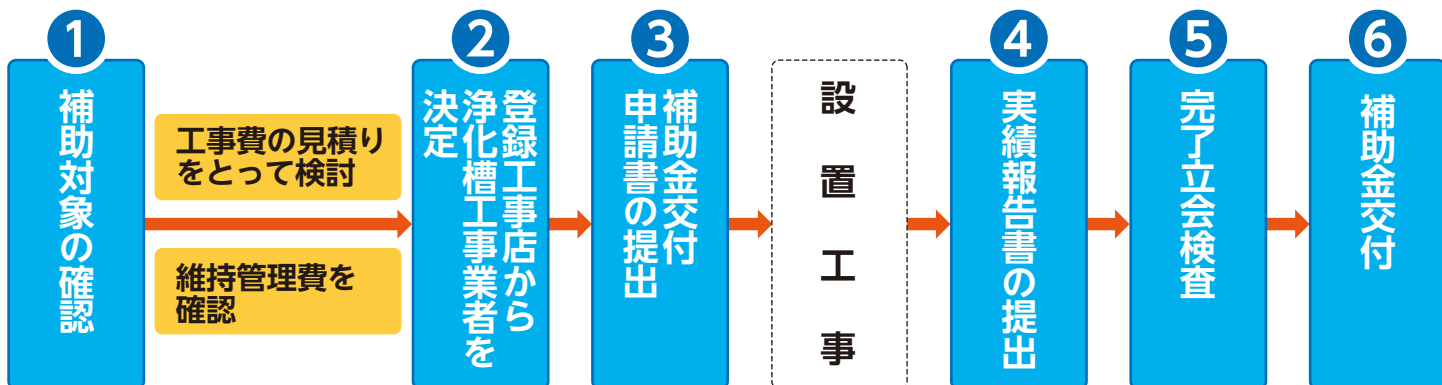 1
補助対象の確認
工事費の見積り
をとって検討
維持管理費を
確認
2
登録工事店から
浄化槽工事業者を
決定
3
補助金交付
申請書の提出
設置工事
4
実績報告書の提出
5
完了立会検査
6
補助金交付